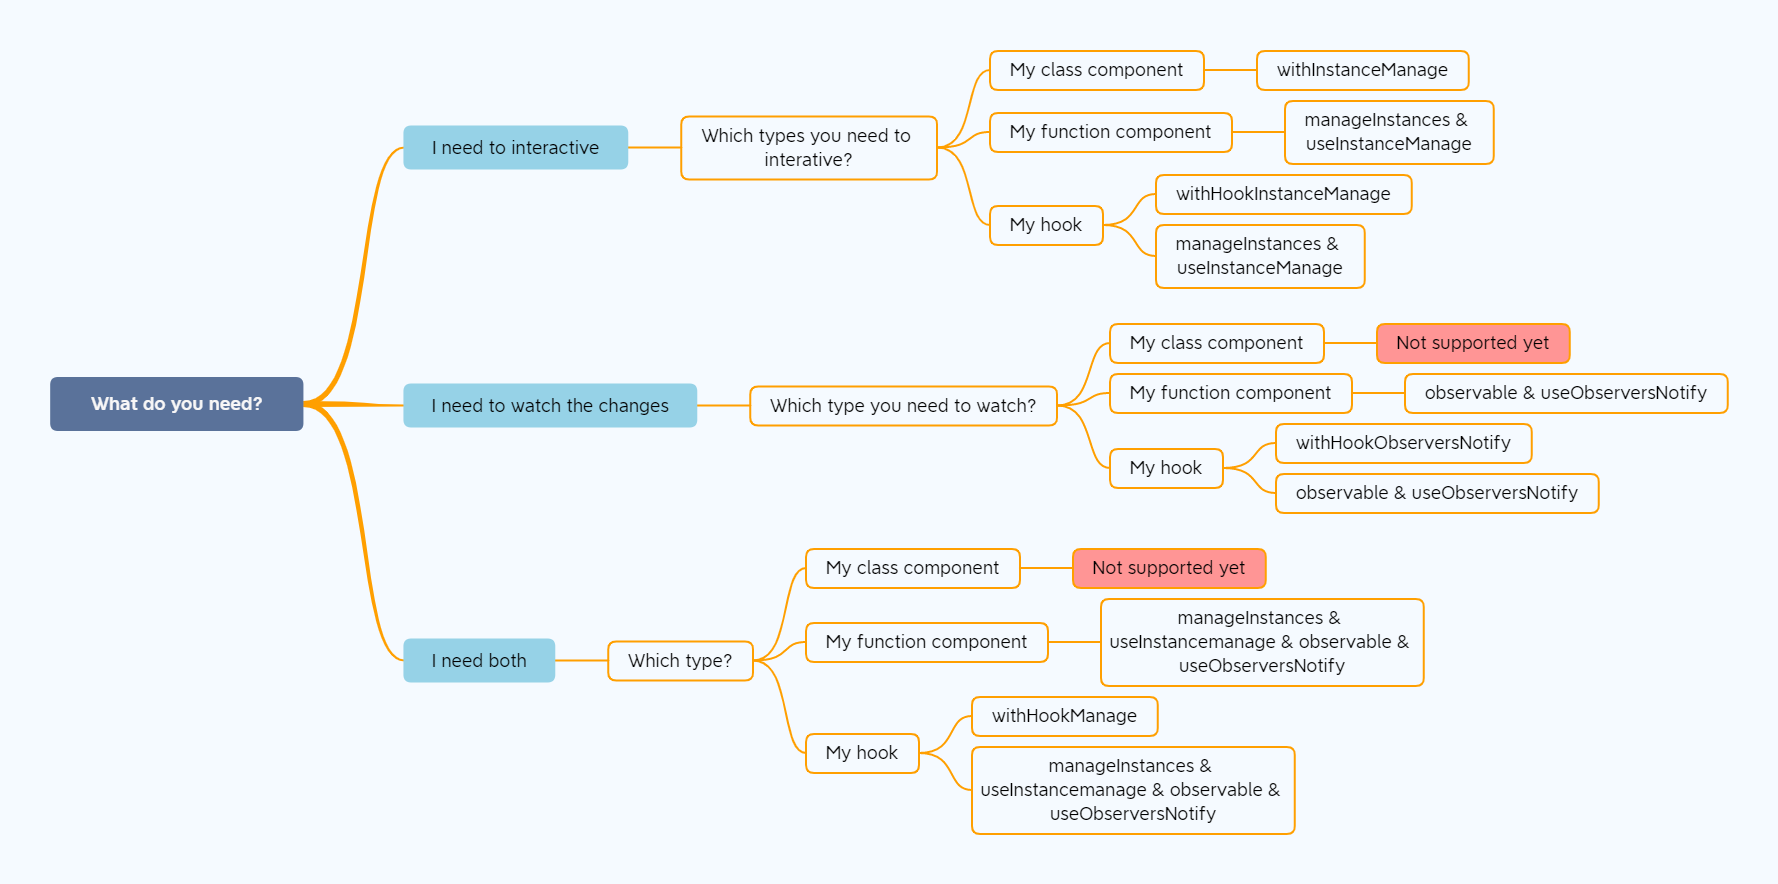 What do you need?
I need to interactive
Which types you need to
interative?
My class component
withInstanceManage
My function component
manageInstances &
useInstanceManage
My hook
withHookInstanceManage
manageInstances &
useInstanceManage
I need to watch the changes
Which type you need to watch?
My class component
Not supported yet
My function component
observable & useObserversNotify
My hook
withHookObserversNotify
observable & useObserversNotify
I need both
Which type?
My class component
Not supported yet
My function component
manageInstances &
useInstancemanage & observable &
useObserversNotify
My hook
withHookManage
manageInstances &
useInstancemanage & observable &
useObserversNotify